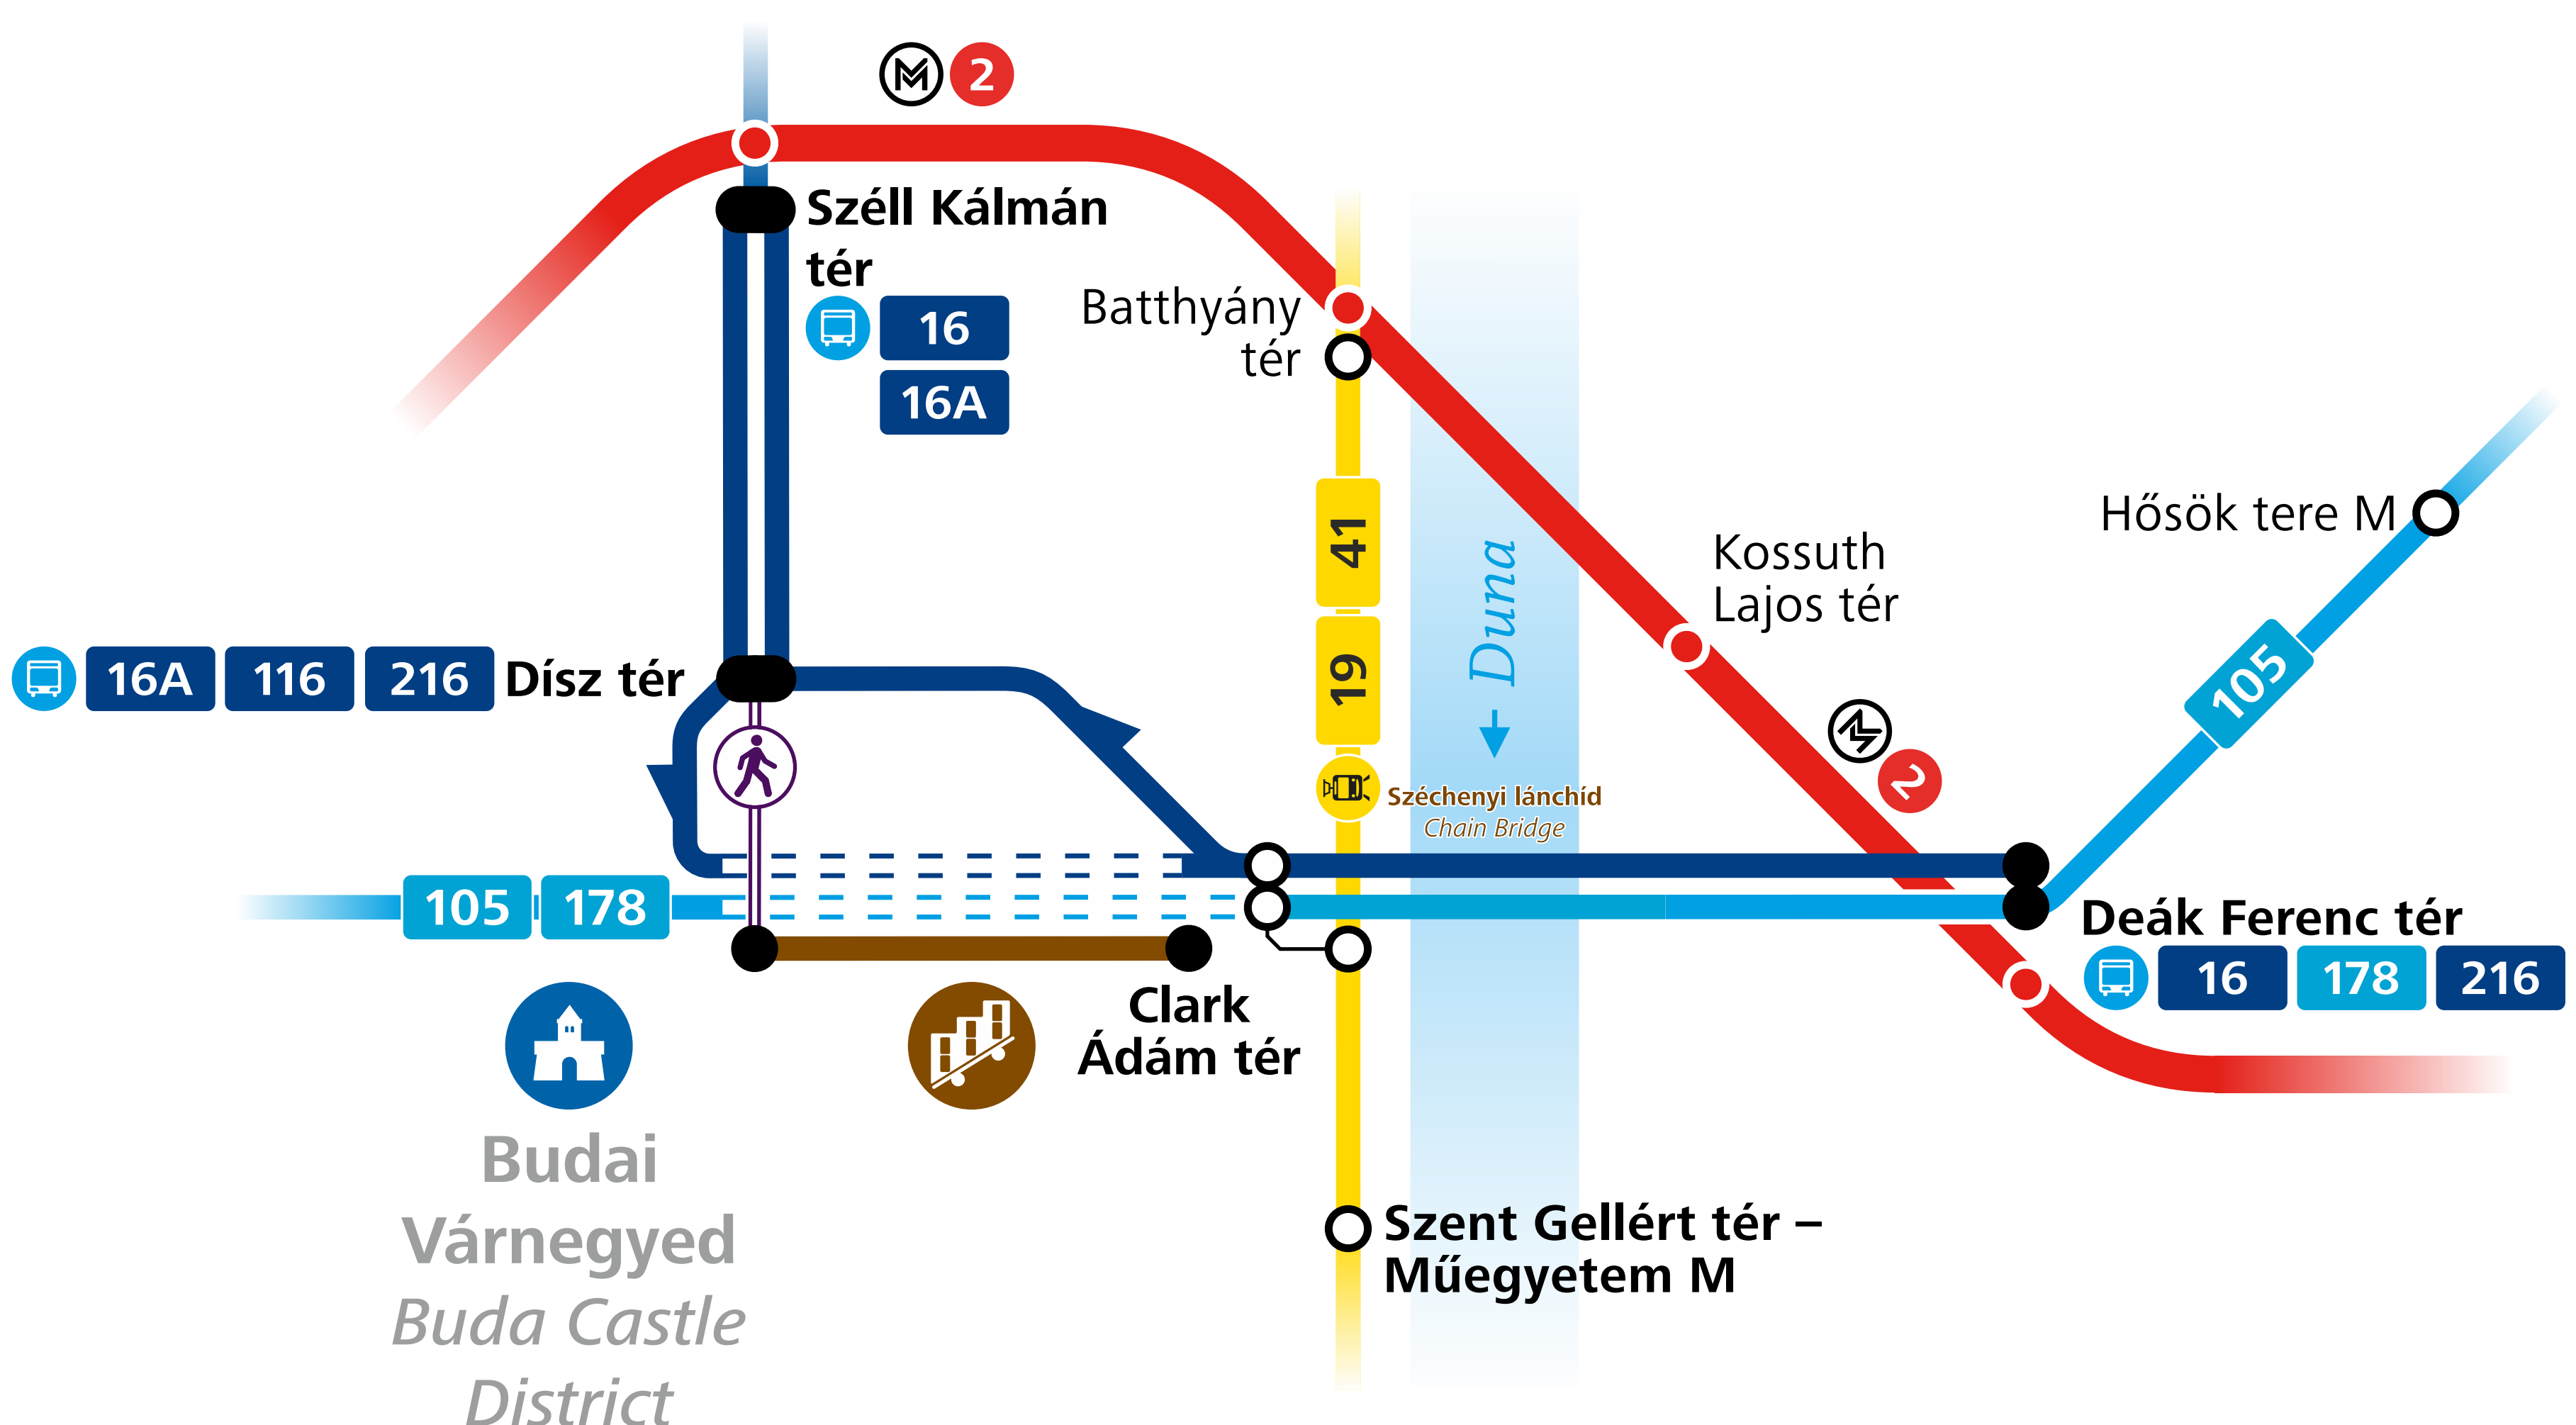 2
Széll Kálmán
tér
16
16A
Batthyány
tér
41
19
Duna
Hősök tere M
Kossuth
Lajos tér
105
2
16A 116 216 Dísz tér
Széchenyi lánchíd
Chain Bridge
105 178
Deák Ferenc tér
16 178 216
Clark
Ádám tér
Budai
Várnegyed
Buda Castle
District
Szent Gellért tér –
Műegyetem M